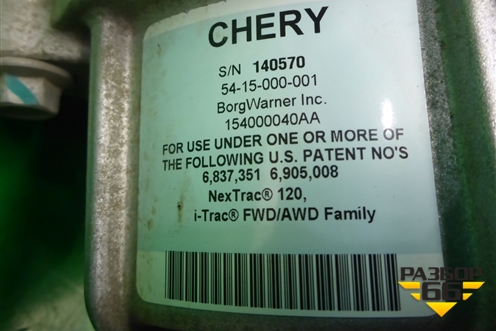 CHERY
S/N 140570
54-15-000-001
BorgWarner Inc.
154000040AA
FOR USE UNDER ONE OR MORE OF
THE FOLLOWING U.S. PATENT NO'S
6,837,351 6,905,008
NexTrac® 120,
i-Trac® FWD/AWD Family
РАЗБОР
66